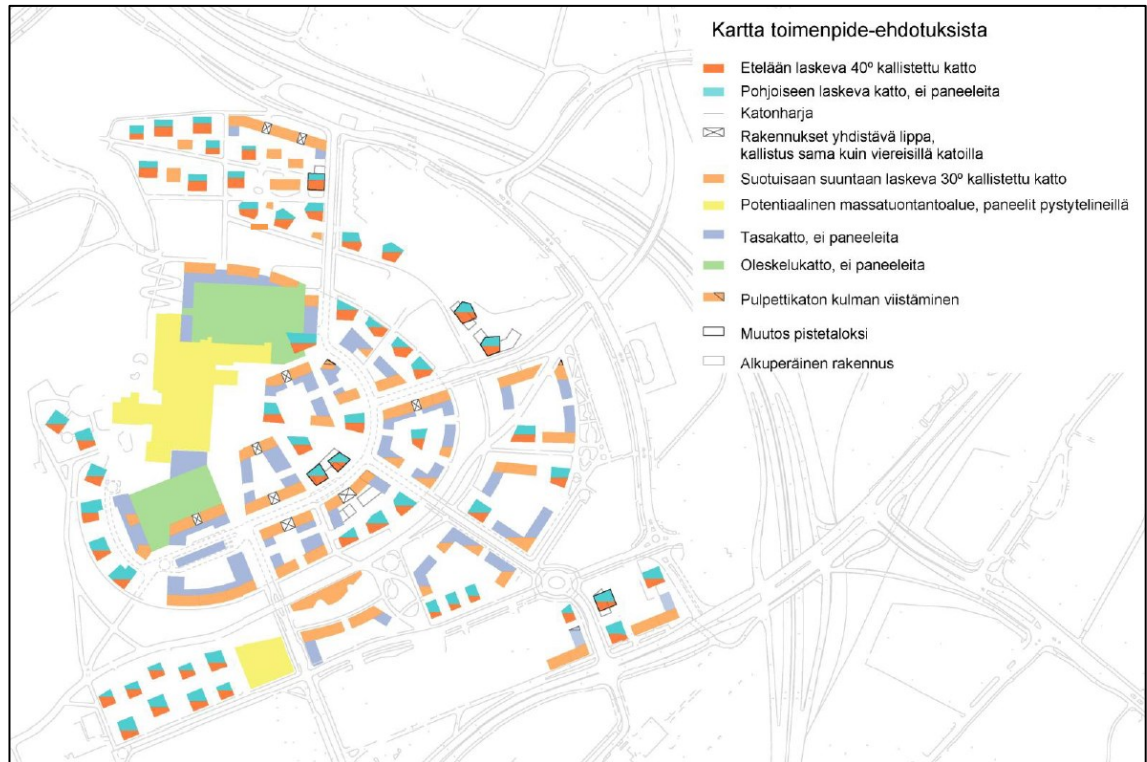 Kartta toimenpide-ehdotuksista
Etelään laskeva 40º kallistettu katto
Pohjoiseen laskeva katto, ei paneeleita
Katonharja
Rakennukset yhdistävä lippa,
kallistus sama kuin viereisillä katoilla
Suotuisaan suuntaan laskeva 30º kallistettu katto
Potentiaalinen massatuontantoalue, paneelit pystytelineillä
Tasakatto, ei paneeleita
Oleskelukatto, ei paneeleita
Pulpettikaton kulman viistäminen
Muutos pistetaloksi
Alkuperäinen rakennus